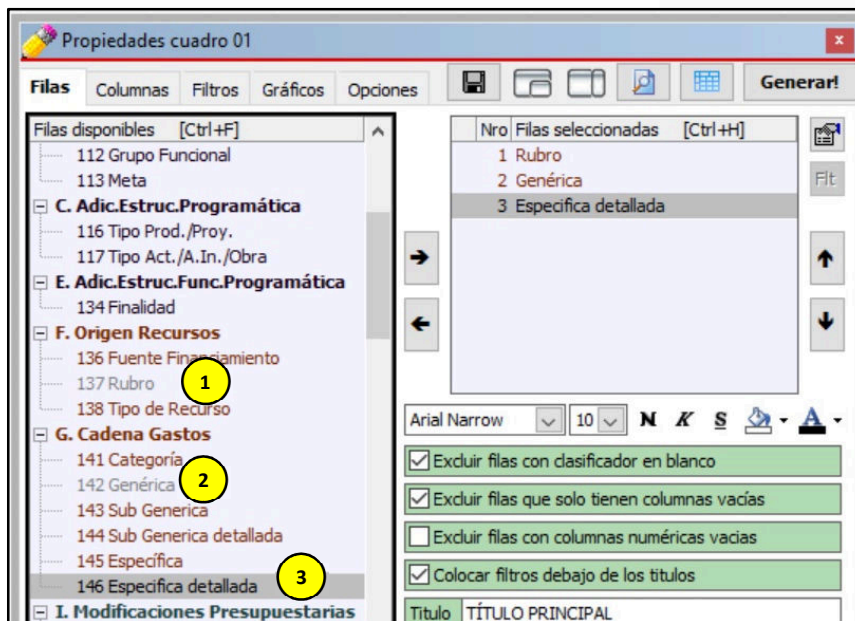 Propiedades cuadro 01
x
Filas Columnas Filtros Gráficos Opciones Generar!
Filas disponibles [Ctrl+F]
112 Grupo Funcional
113 Meta
C. Adic.Estruc.Programática
116 Tipo Prod./Proy.
117 Tipo Act./A.In./Obra
E. Adic.Estruc.Func.Programática
134 Finalidad
F. Origen Recursos
136 Fuente Financiamiento
137 Rubro 1
138 Tipo de Recurso
G. Cadena Gastos
141 Categoría
142 Genérica 2
143 Sub Generica
144 Sub Generica detallada
145 Específica
146 Especifica detallada 3
I. Modificaciones Presupuestarias
Nro Filas seleccionadas [Ctrl+H]
1 Rubro
2 Genérica
3 Especifica detallada
Flt
Arial Narrow 10 N K S A
Excluir filas con clasificador en blanco
Excluir filas que solo tienen columnas vacías
Excluir filas con columnas numéricas vacias
Colocar filtros debajo de los titulos
Titulo TÍTULO PRINCIPAL